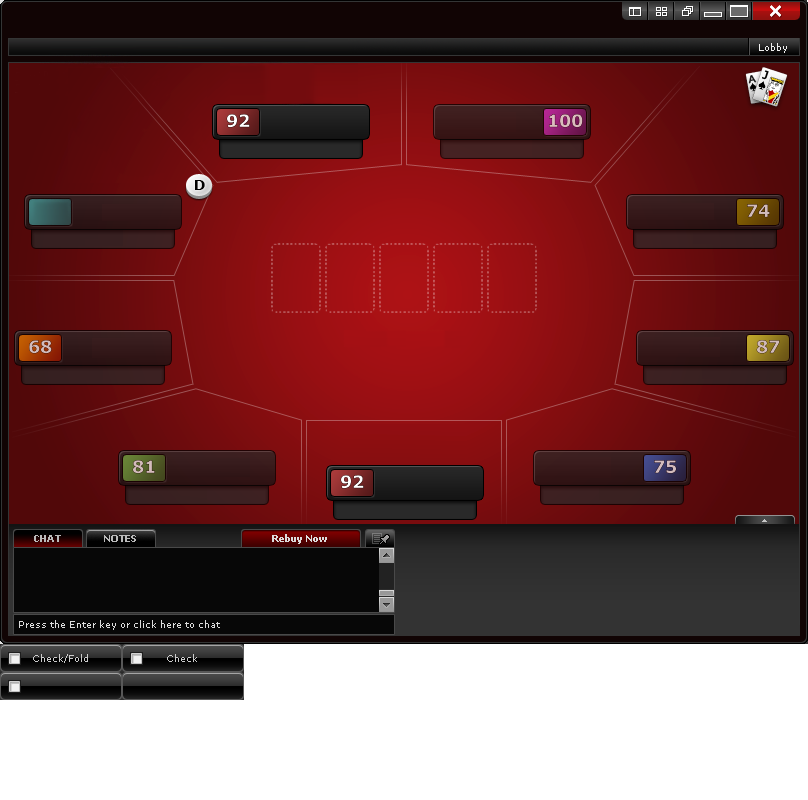 Lobby
A J
92
100
D
74
68
87
81
92
75
CHAT
NOTES
Rebuy Now
Press the Enter key or click here to chat
Check/Fold
Check